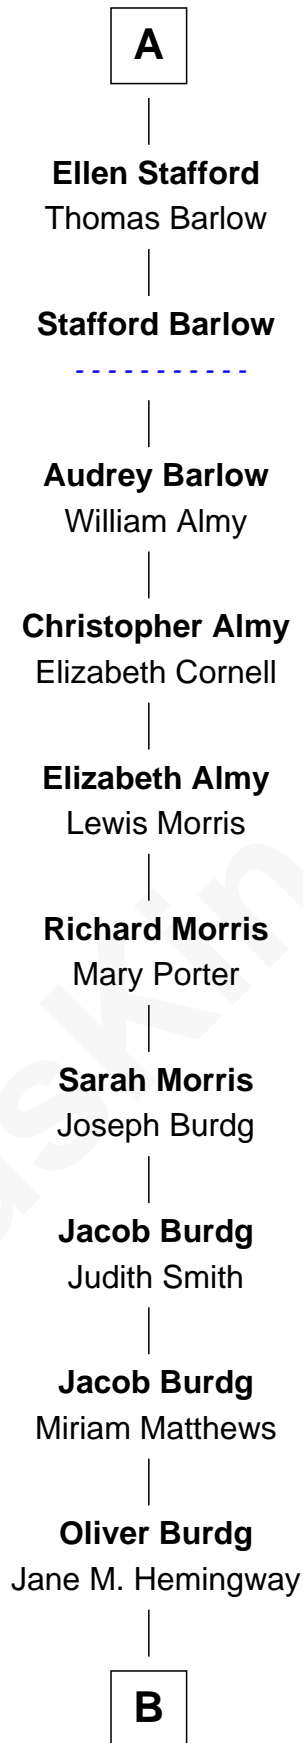 A
Ellen Stafford
Thomas Barlow
Stafford Barlow
- - - - - - - - - - -
Audrey Barlow
William Almy
Christopher Almy
Elizabeth Cornell
Elizabeth Almy
Lewis Morris
Richard Morris
Mary Porter
Sarah Morris
Joseph Burdg
Jacob Burdg
Judith Smith
Jacob Burdg
Miriam Matthews
Oliver Burdg
Jane M. Hemingway
B